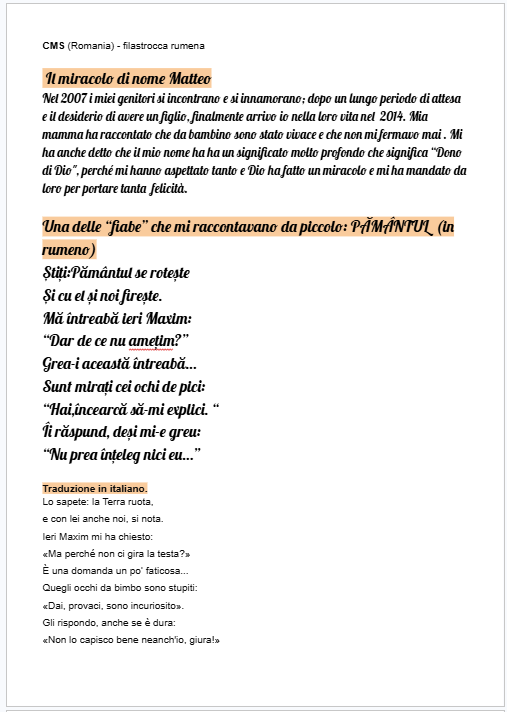 CMS (Romania) - filastrocca rumena
Il miracolo di nome Matteo
Nel 2007 i miei genitori si incontrano e si innamorano; dopo un lungo periodo di attesa
e il desiderio di avere un figlio, finalmente arrivo io nella loro vita nel 2014. Mia
mamma ha raccontato che da bambino sono stato vivace e che non mi fermavo mai . Mi
ha anche detto che il mio nome ha ha un significato molto profondo che significa “Dono
di Dio", perché mi hanno aspettato tanto e Dio ha fatto un miracolo e mi ha mandato da
loro per portare tanta felicità.
Una delle “fiabe” che mi raccontavano da piccolo: PĂMÂNTUL (in
rumeno)
Știți:Pământul se rotește
Și cu el și noi firește.
Mă întreabă ieri Maxim:
“Dar de ce nu amețim?”
Grea-i această întreabă...
Sunt mirați cei ochi de pici:
“Hai,încearcă să-mi explici. “
Îi răspund, deși mi-e greu:
“Nu prea înțeleg nici eu...”
Traduzione in italiano.
Lo sapete: la Terra ruota,
e con lei anche noi, si nota.
Ieri Maxim mi ha chiesto:
«Ma perché non ci gira la testa?»
È una domanda un po' faticosa...
Quegli occhi da bimbo sono stupiti:
«Dai, provaci, sono incuriosito».
Gli rispondo, anche se è dura:
«Non lo capisco bene neanch'io, giura!»